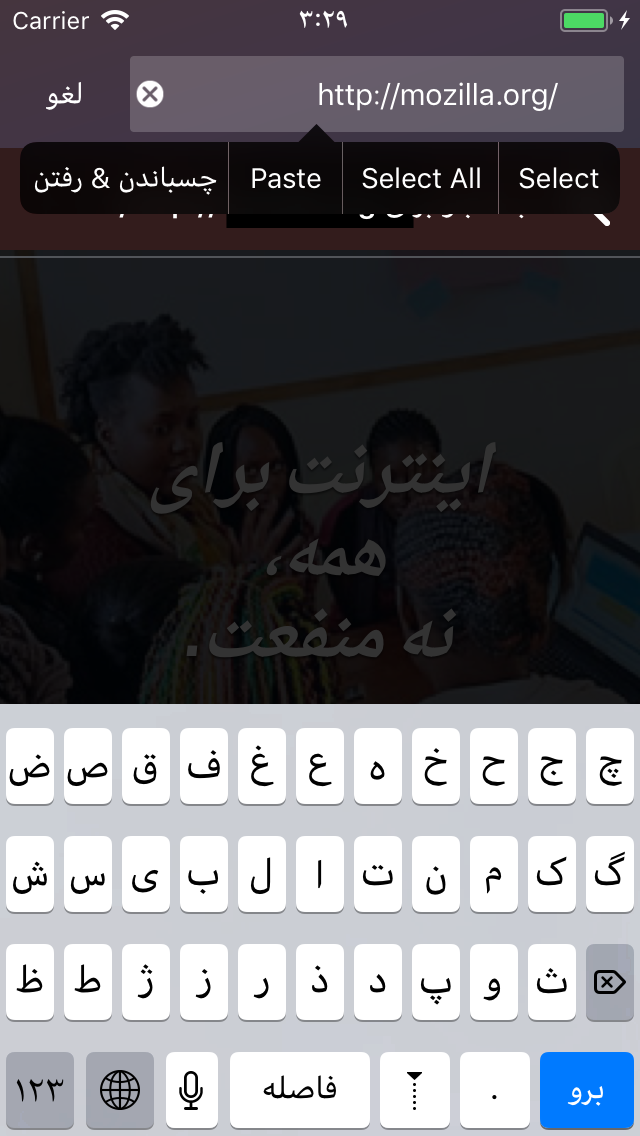 Carrier ۳:۲۹
لغو http://mozilla.org/
چسباندن & رفتن Paste Select All Select
اینترنت برای
همه،
نه منفعت.
ض ص ق ف غ ع ه خ ح ج چ
ش س ی ب ل ا ت ن م ک گ
ظ ط ژ ز ر ذ د پ و ث
۱۲۳ فاصله . برو